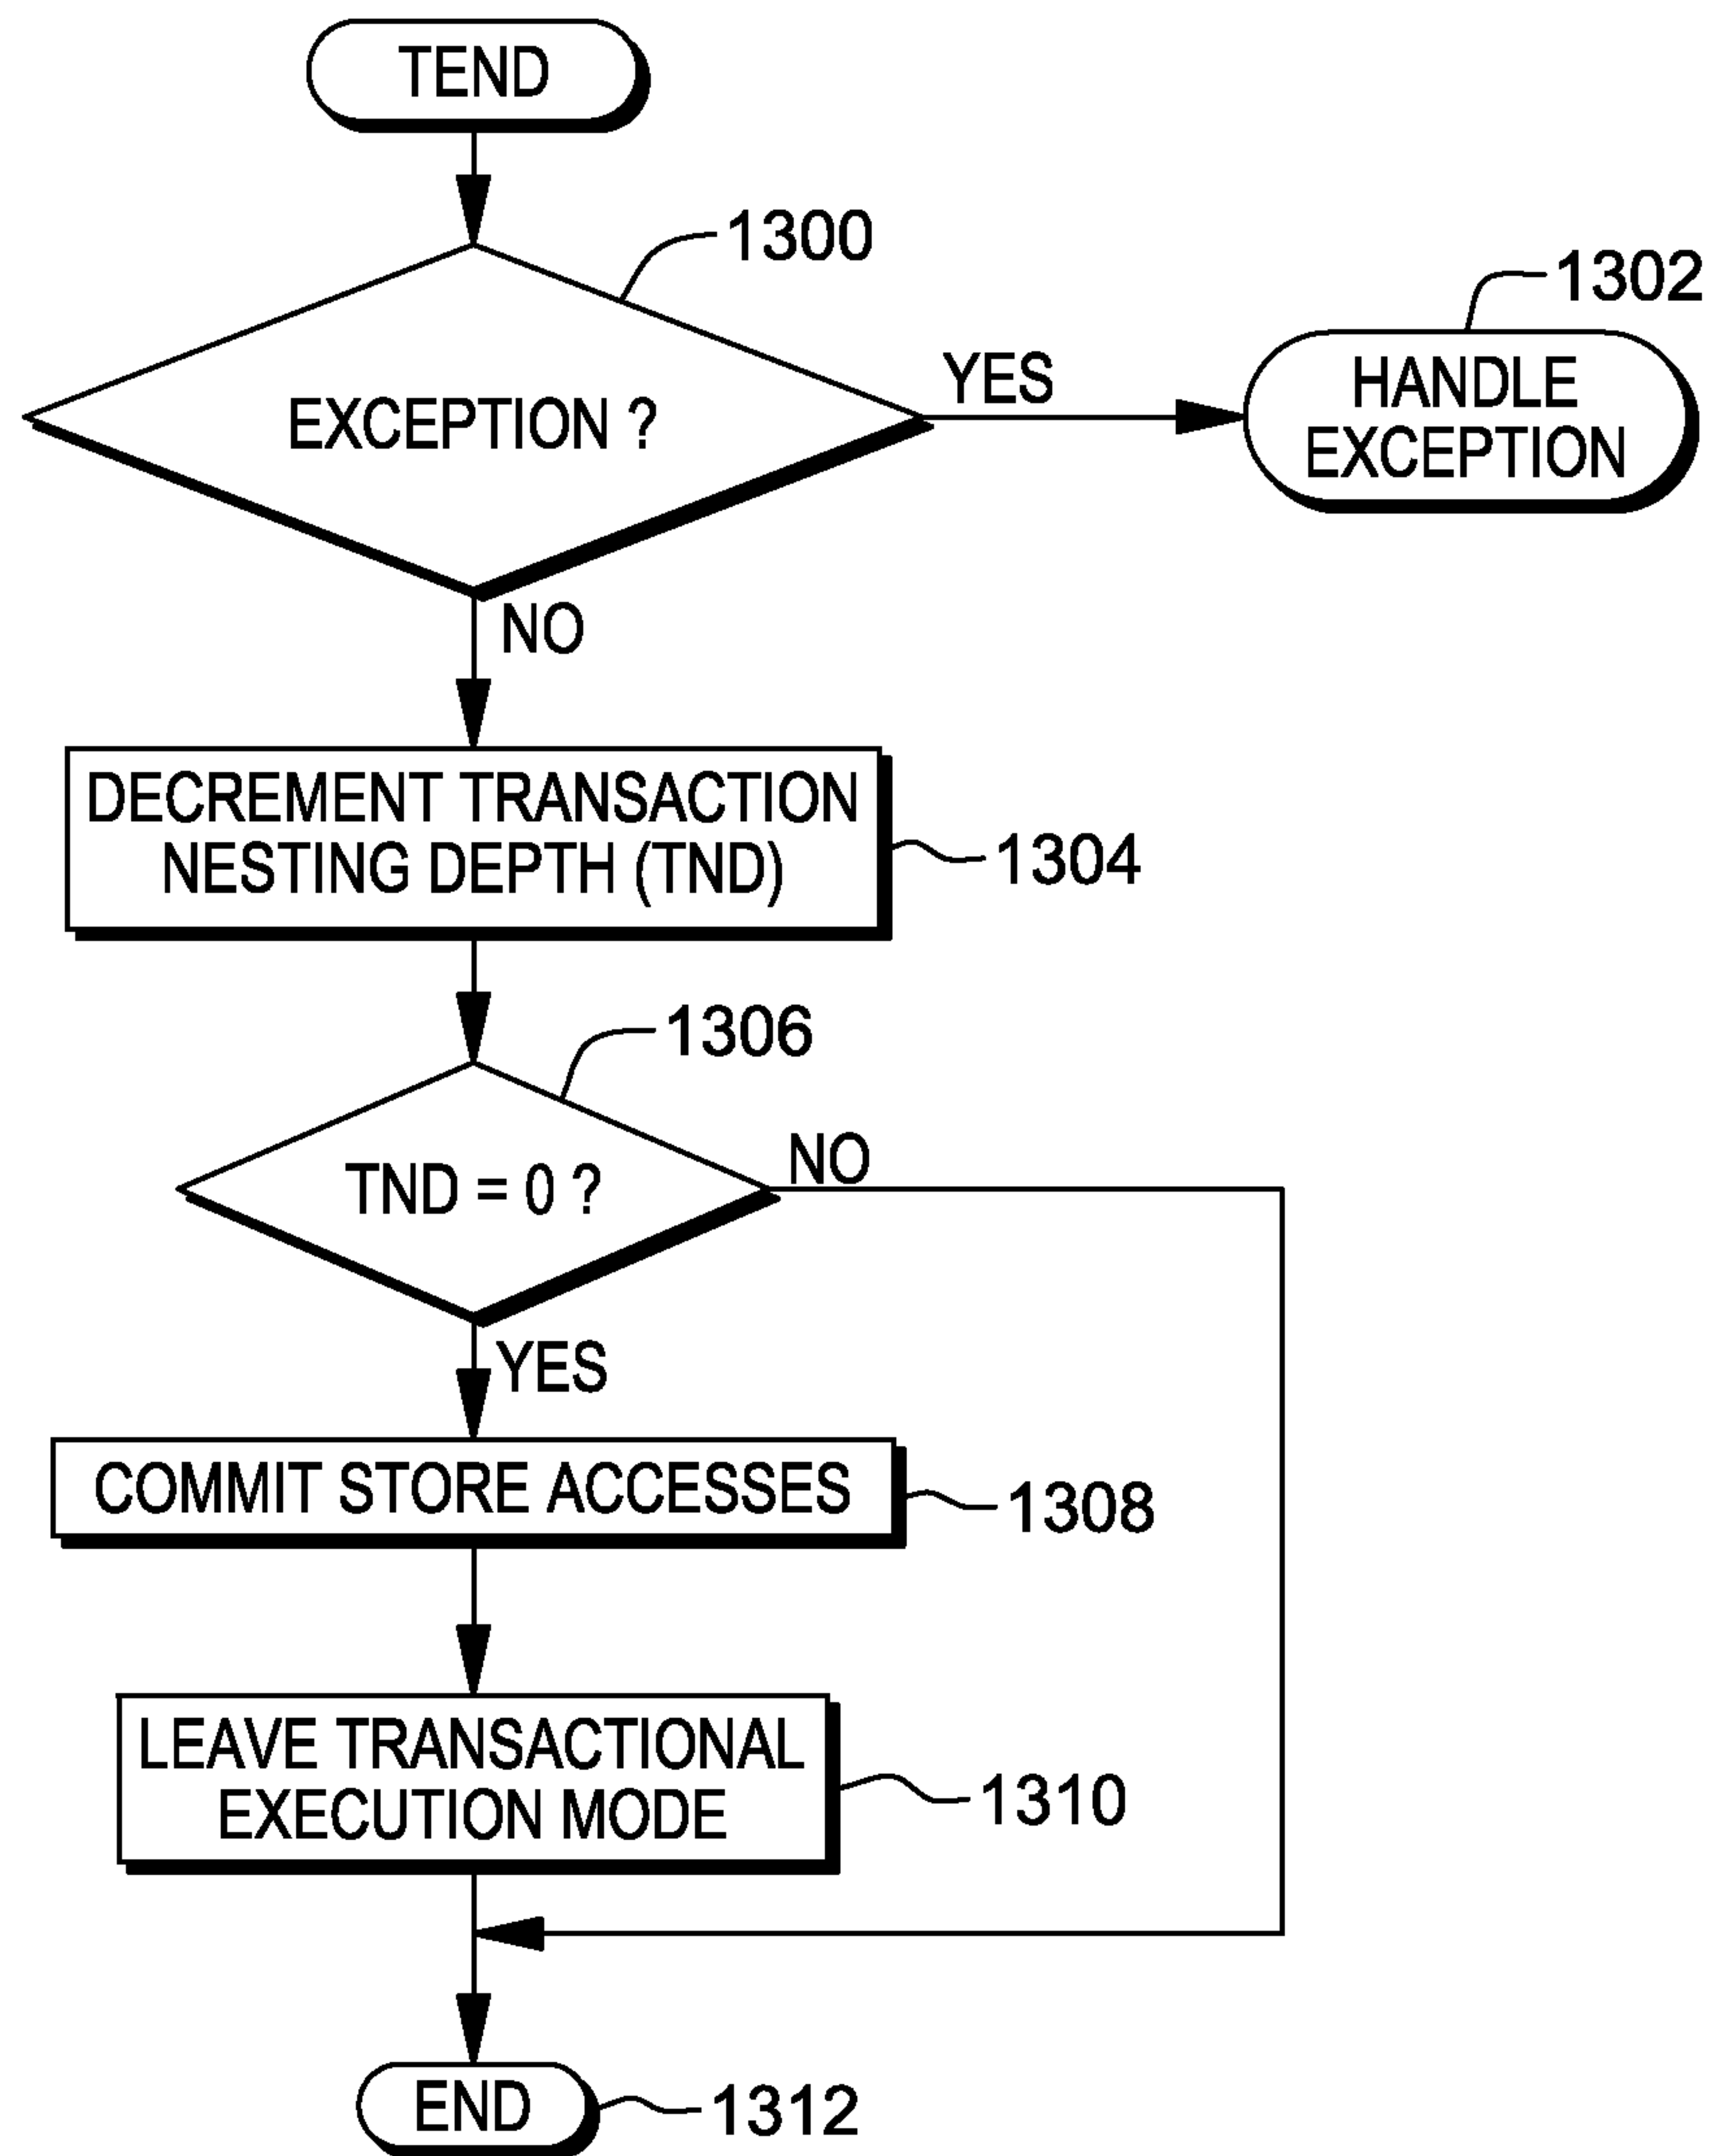 TEND
1300
EXCEPTION ?
YES
1302
HANDLE
EXCEPTION
NO
DECREMENT TRANSACTION
NESTING DEPTH (TND)
1304
1306
TND = 0 ?
NO
YES
COMMIT STORE ACCESSES
1308
LEAVE TRANSACTIONAL
EXECUTION MODE
1310
END
1312